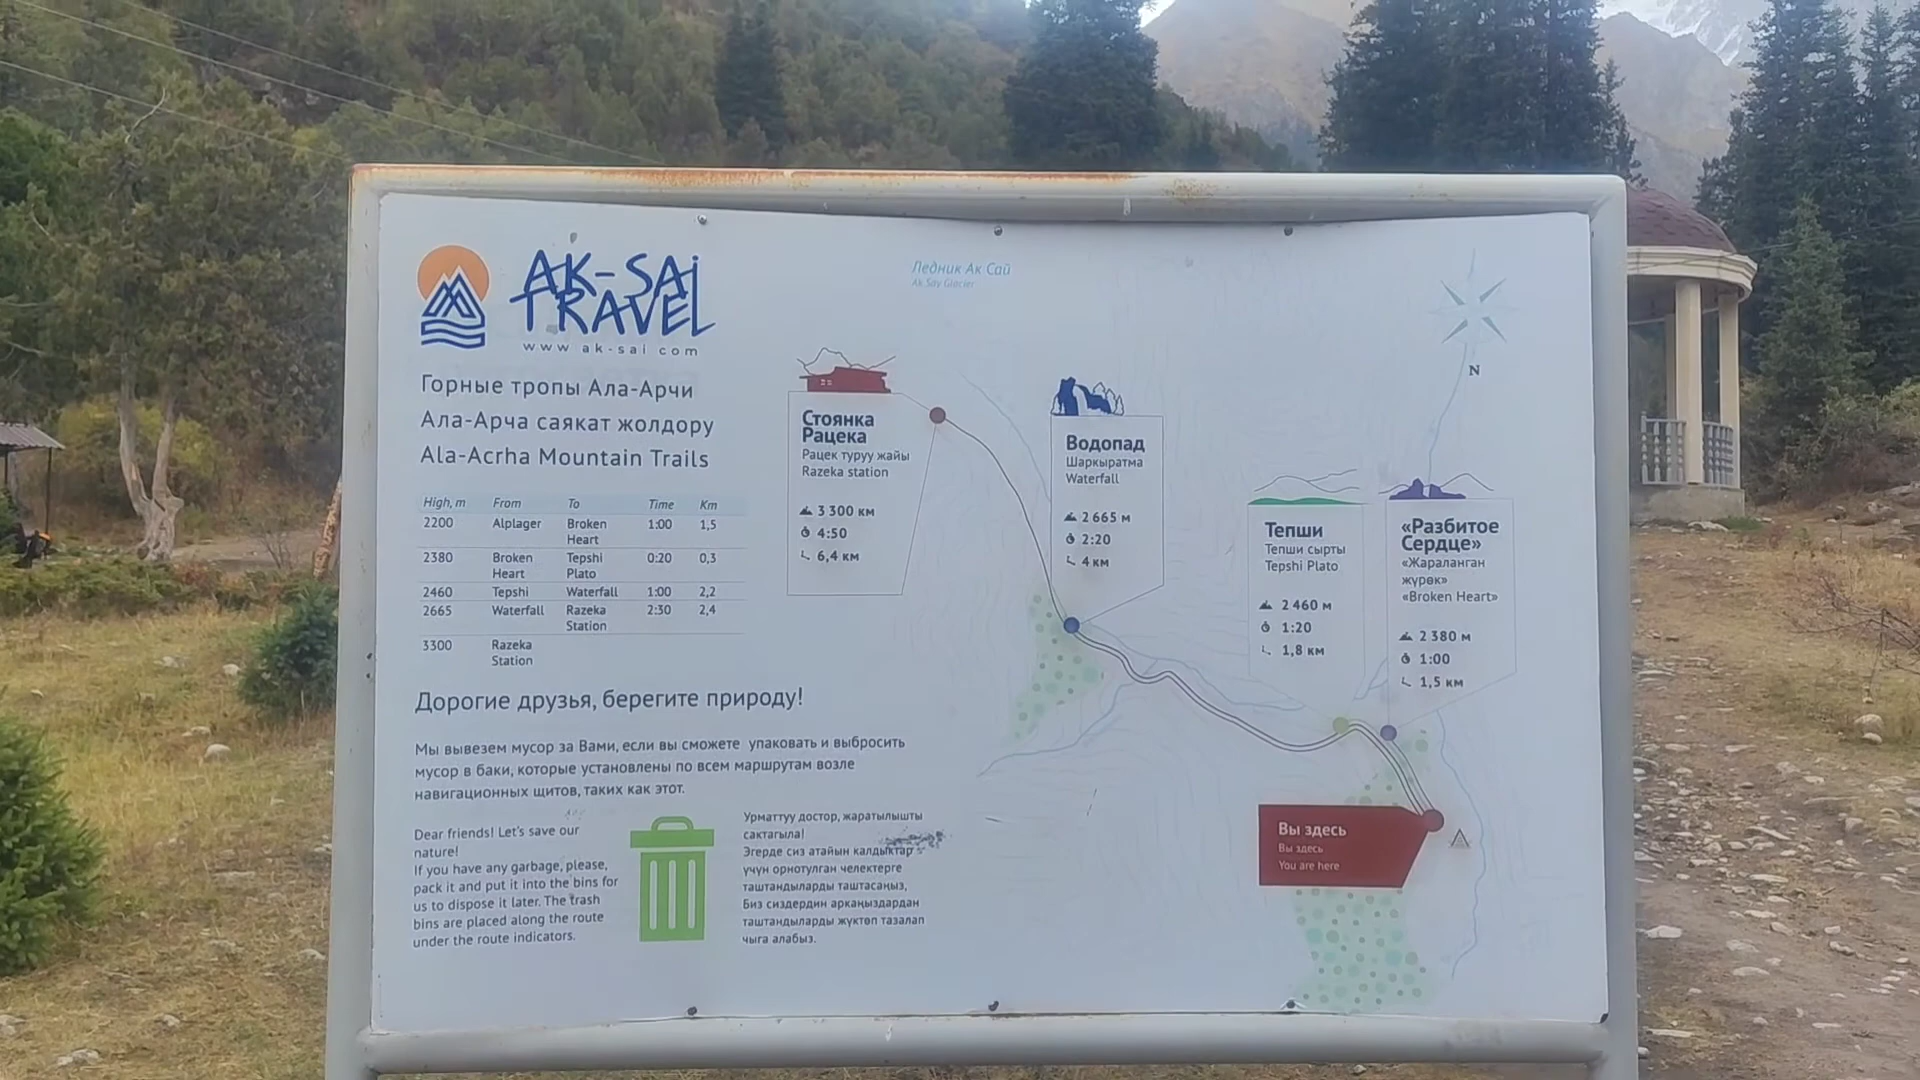 AK-SAI
TRAVEL
www ak-sai com
Горные тропы Ала-Арчи
Ала-Арча саякат жолдору
Ala-Acrha Mountain Trails
High, m From To Time Km
2200 Alplager Broken Heart 1:00 1,5
2380 Broken Heart Tepshi Plato 0:20 0,3
2460 Tepshi Waterfall 1:00 2,2
2665 Waterfall Razeka Station 2:30 2,4
3300 Razeka Station
Дорогие друзья, берегите природу!
Мы вывезем мусор за Вами, если вы сможете упаковать и выбросить
мусор в баки, которые установлены по всем маршрутам возле
навигационных щитов, таких как этот.
Dear friends! Let's save our
nature!
If you have any garbage, please,
pack it and put it into the bins for
us to dispose it later. The trash
bins are placed along the route
under the route indicators.
Урматтуу достор, жаратылышты
сактагыла!
Эгерде сиз атайын калдыктар
үчүн орнотулган челектерге
таштандыларды таштасаңыз,
Биз сиздердин арканыздардан
таштандыларды жүктөп тазалап
чыга алабыз.
Ледник Ак Сай
Ak Say Glacier
Стоянка
Рацека
Рацек туруу жайы
Razeka station
3 300 км
4:50
6,4 км
Водопад
Шаркыратма
Waterfall
2 665 м
2:20
4 км
Тепши
Тепши сырты
Tepshi Plato
2 460 м
1:20
1,8 км
«Разбитое
Сердце»
«Жараланган
жүрөк»
«Broken Heart»
2 380 м
1:00
1,5 км
N
Вы здесь
Вы здесь
You are here